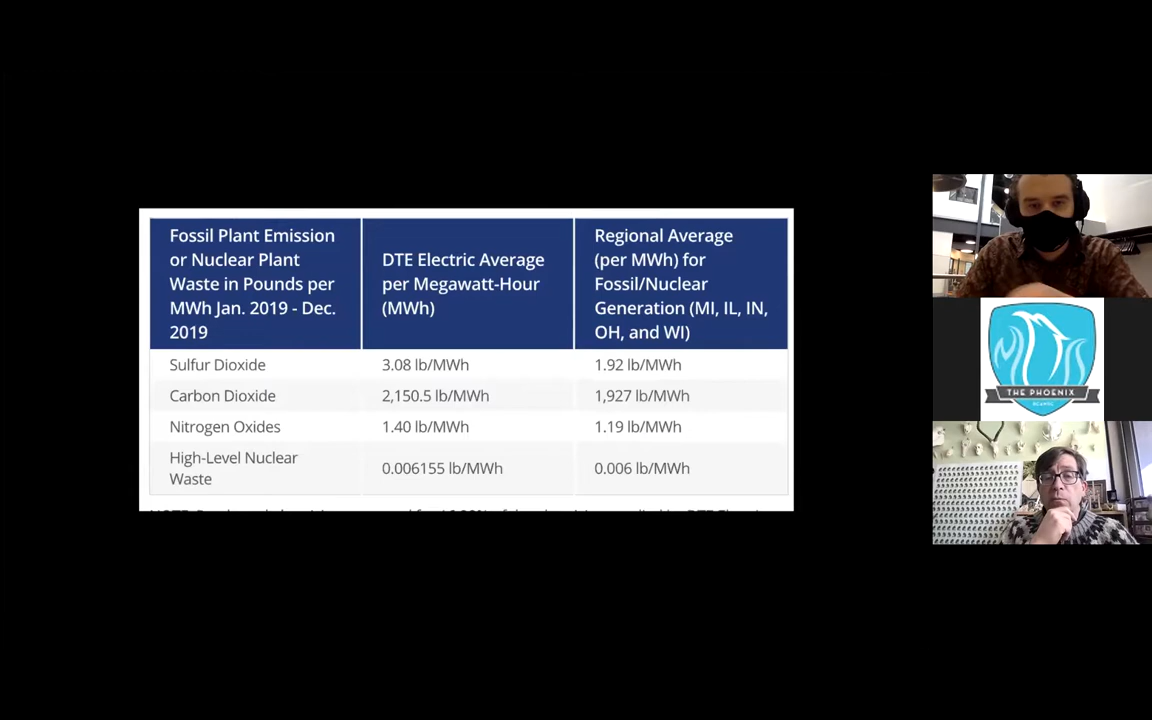 Fossil Plant Emission
or Nuclear Plant
Waste in Pounds per
MWh Jan. 2019 - Dec.
2019
DTE Electric Average
per Megawatt-Hour
(MWh)
Regional Average
(per MWh) for
Fossil/Nuclear
Generation (MI, IL, IN,
OH, and WI)
Sulfur Dioxide
3.08 lb/MWh
1.92 lb/MWh
Carbon Dioxide
2,150.5 lb/MWh
1,927 lb/MWh
Nitrogen Oxides
1.40 lb/MWh
1.19 lb/MWh
High-Level Nuclear
Waste
0.006155 lb/MWh
0.006 lb/MWh
THE PHOENIX